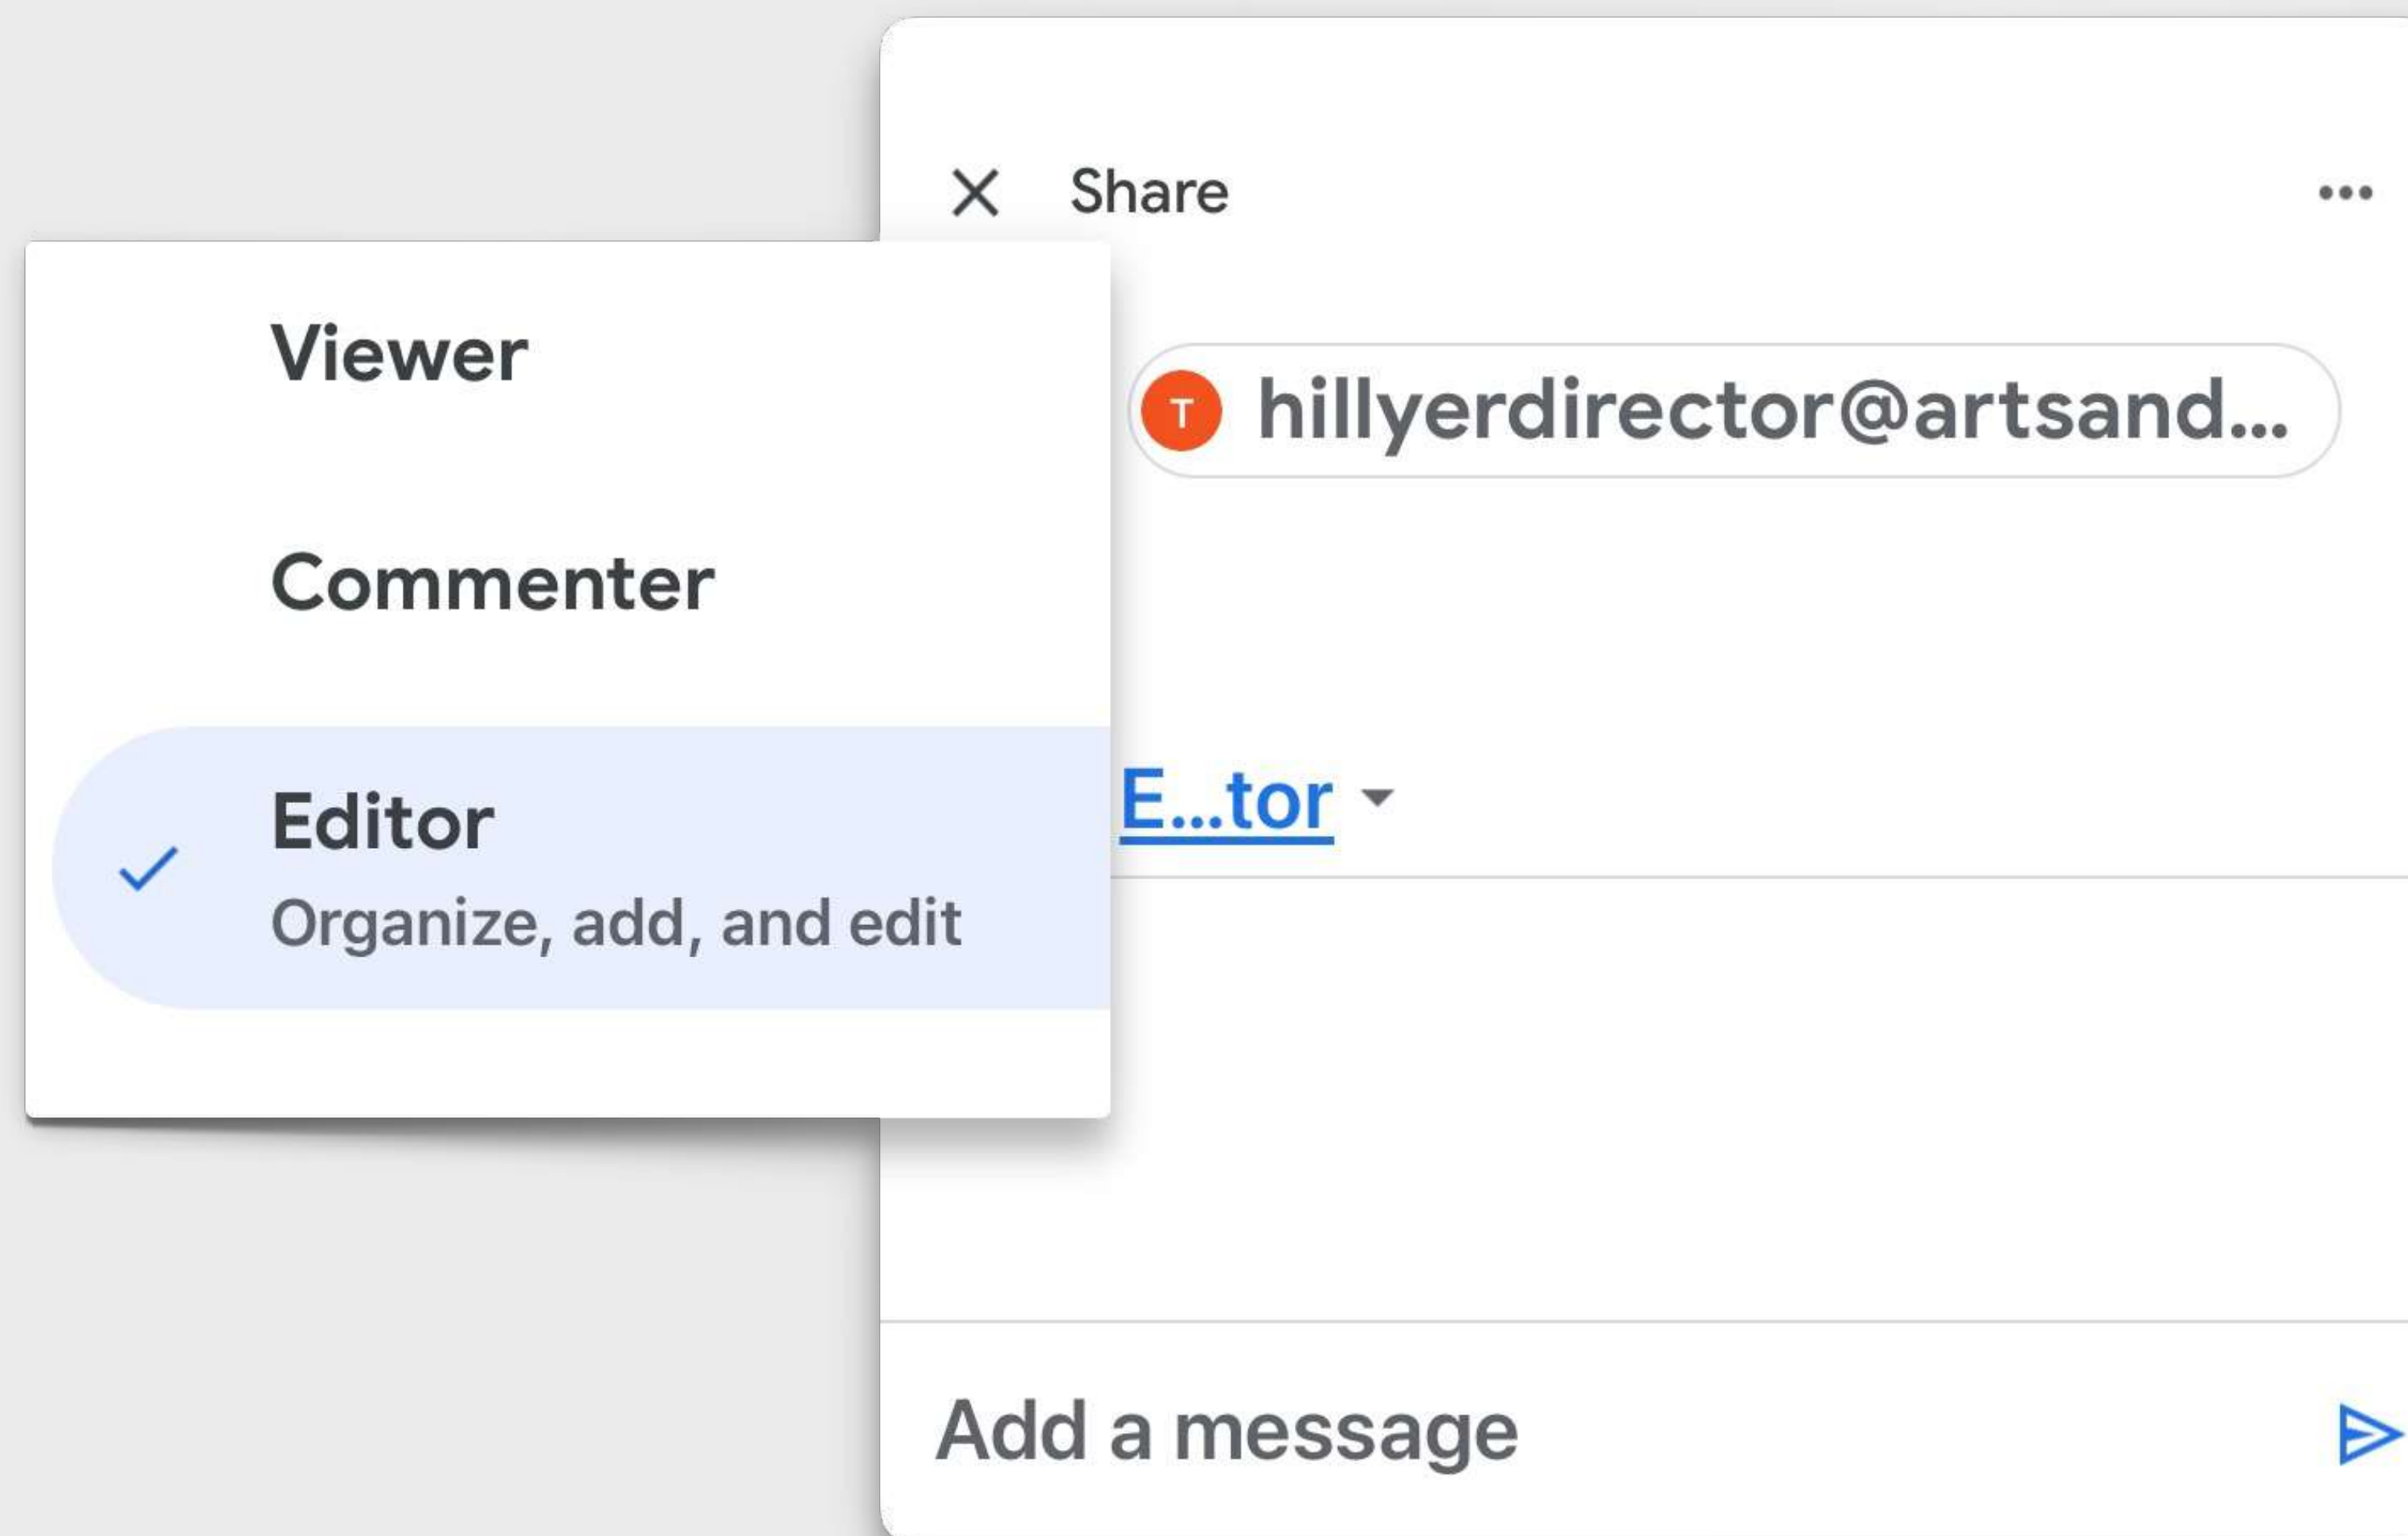 Share
•••
Viewer
T hillyerdirector@artsand...
Commenter
E...tor
Editor
Organize, add, and edit
Add a message